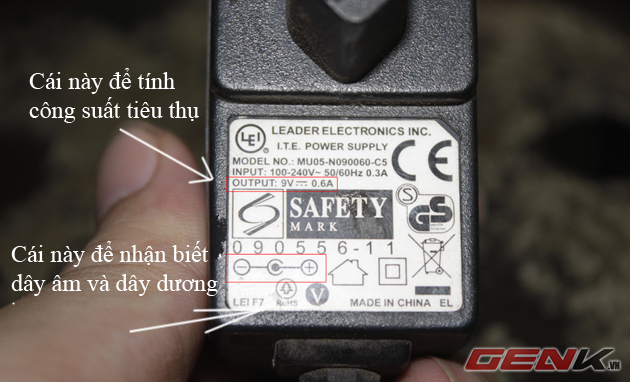 Cái này để tính
công suất tiêu thụ
LEI
LEADER ELECTRONICS INC.
I.T.E. POWER SUPPLY
MODEL NO.: MU05-N090060-C5
INPUT: 100-240V~ 50/60Hz 0.3A
OUTPUT: 9V⎓0.6A
CE
S
GS
SAFETY
MARK
090556-11
Cái này để nhận biết
dây âm và dây dương
RoHS
V
LEI F7
MADE IN CHINA EL
GENK.VN